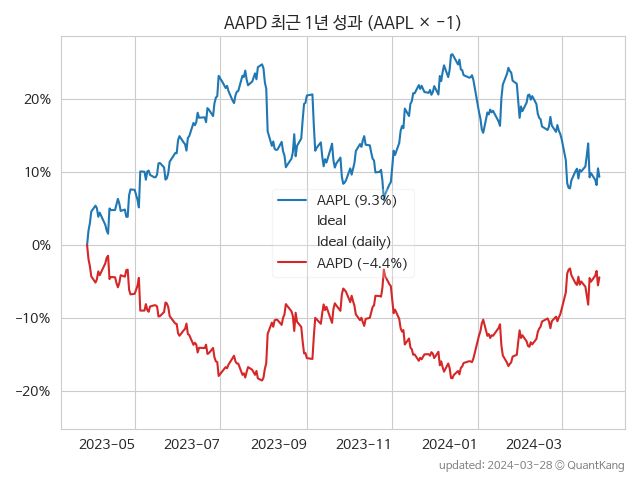 AAPD 최근 1년 성과 (AAPL × −1)
20%
10%
0%
−10%
−20%
AAPL (9.3%)
Ideal
Ideal (daily)
AAPD (−4.4%)
2023−05
2023−07
2023−09
2023−11
2024−01
2024−03
updated: 2024-03-28 © QuantKang